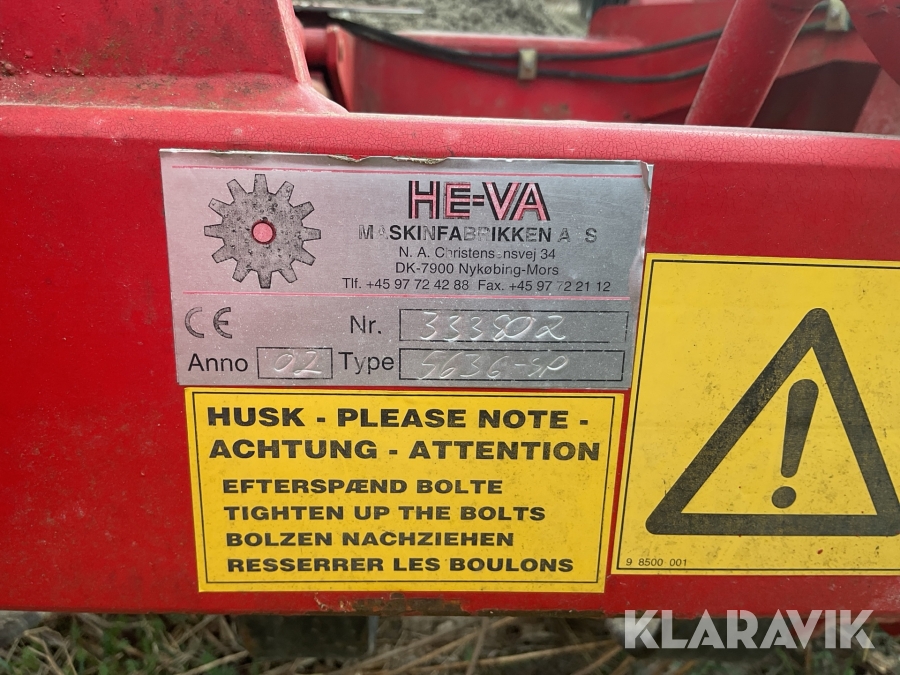 HE-VA
MASKINFABRIKKEN A/S
N. A. Christensensvej 34
DK-7900 Nykøbing-Mors
Tlf. +45 97 72 42 88 Fax. +45 97 72 21 12
CE Nr. 333802
Anno 02 Type 5636-SP
HUSK - PLEASE NOTE -
ACHTUNG - ATTENTION
EFTERSPÆND BOLTE
TIGHTEN UP THE BOLTS
BOLZEN NACHZIEHEN
RESSERRER LES BOULONS
9 8500 001
KLARAVIK